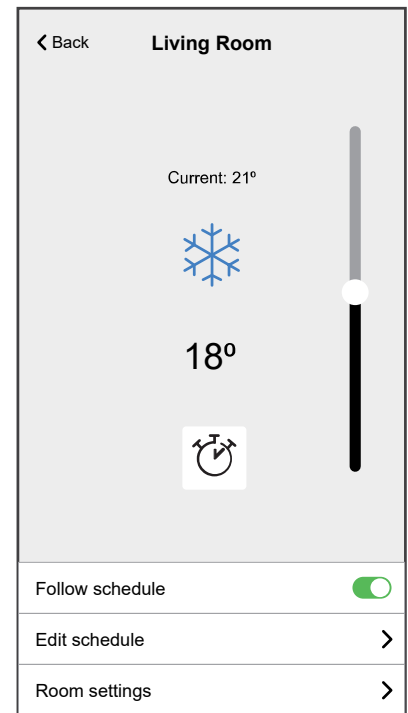 Back
Living Room
Current: 21º
18º
Follow schedule
Edit schedule
Room settings